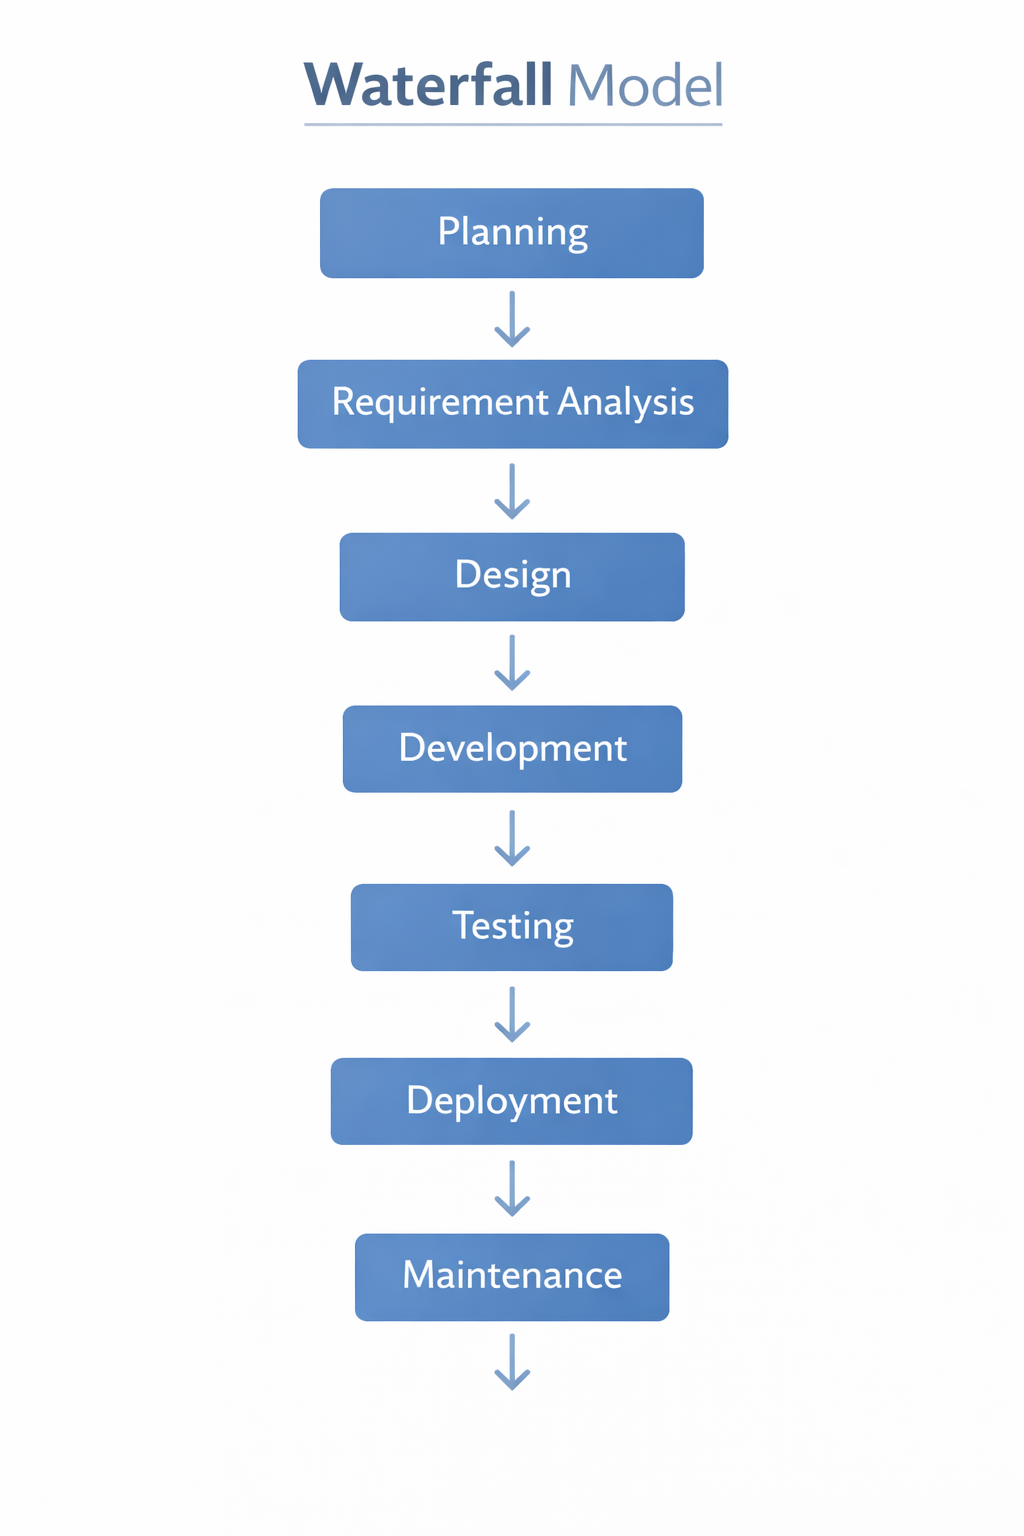 Waterfall Model
Planning
Requirement Analysis
Design
Development
Testing
Deployment
Maintenance